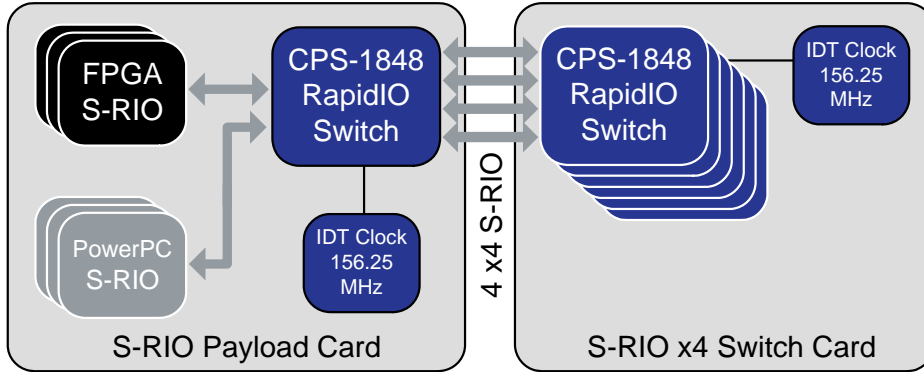 FPGA
S-RIO
CPS-1848
RapidIO
Switch
PowerPC
S-RIO
IDT Clock
156.25
MHz
S-RIO Payload Card
4 x4 S-RIO
CPS-1848
RapidIO
Switch
IDT Clock
156.25
MHz
S-RIO x4 Switch Card